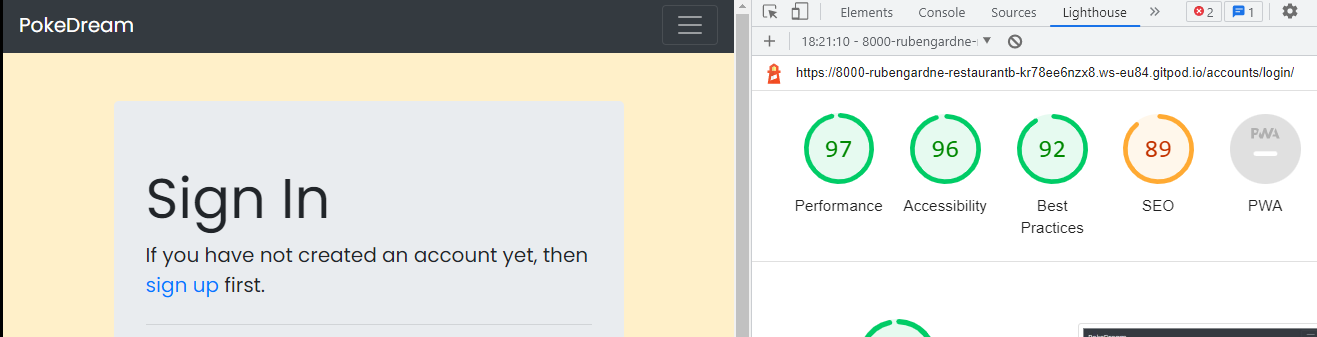 PokeDream
Sign In
If you have not created an account yet, then
sign up first.
Elements Console Sources Lighthouse 2 1
18:21:10 - 8000-rubengardne-
https://8000-rubengardne-restaurantb-kr78ee6nzx8.ws-eu84.gitpod.io/accounts/login/
97 96 92 89 PWA
Performance Accessibility Best Practices SEO PWA
PokeDream